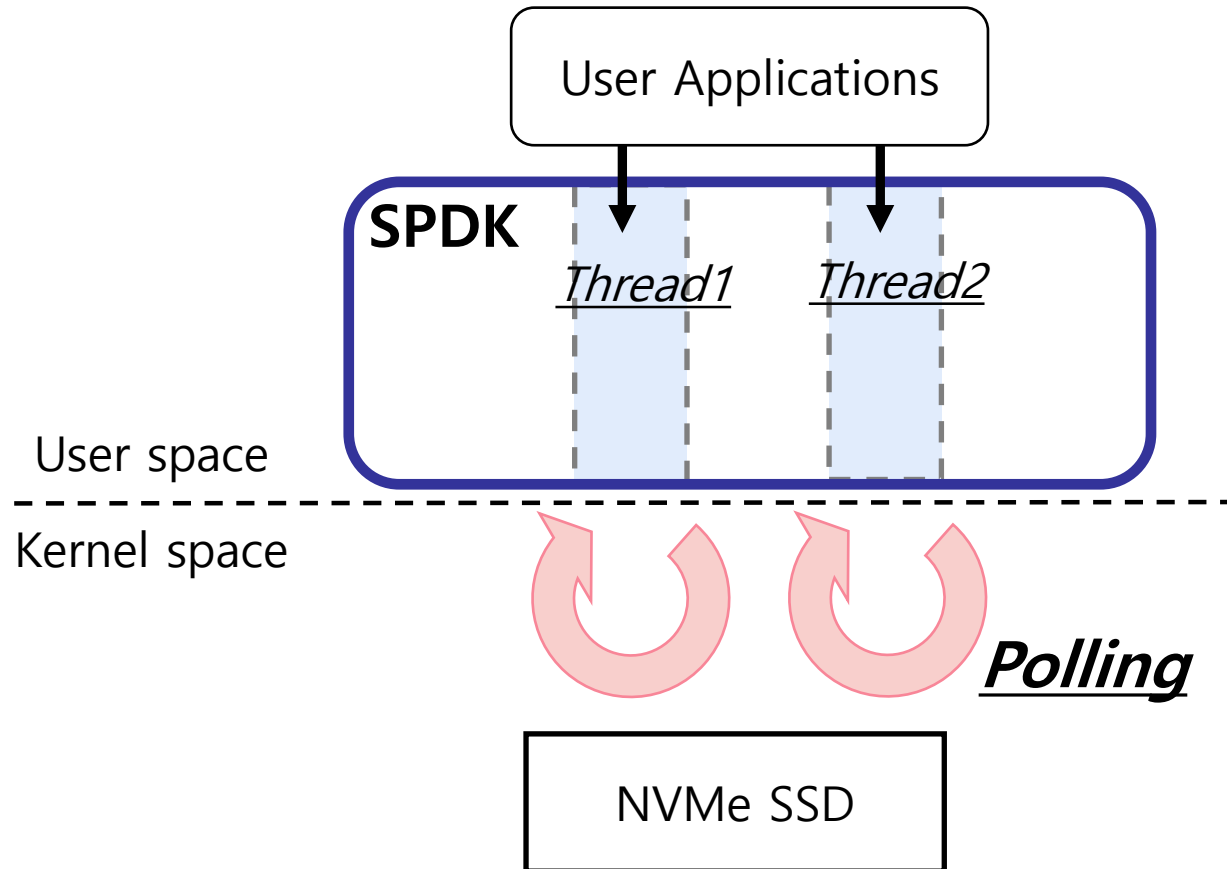 User Applications
SPDK
Thread1
Thread2
User space
Kernel space
Polling
NVMe SSD